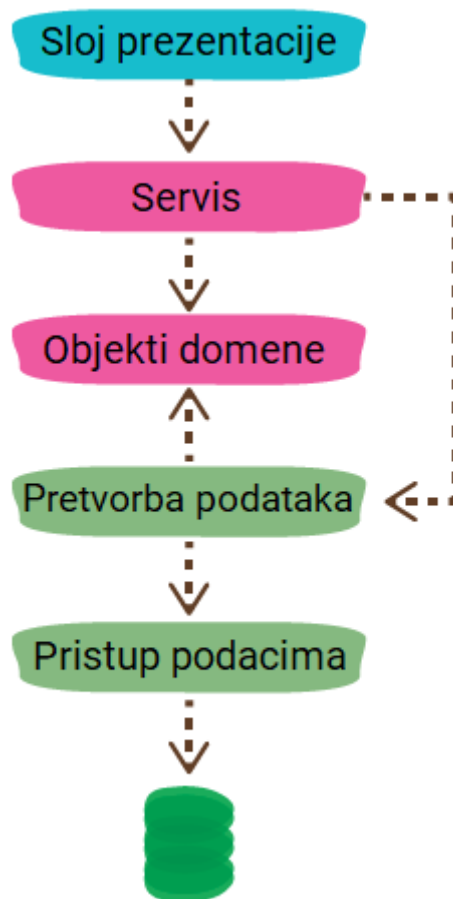 Sloj prezentacije
Servis
Objekti domene
Pretvorba podataka
Pristup podacima